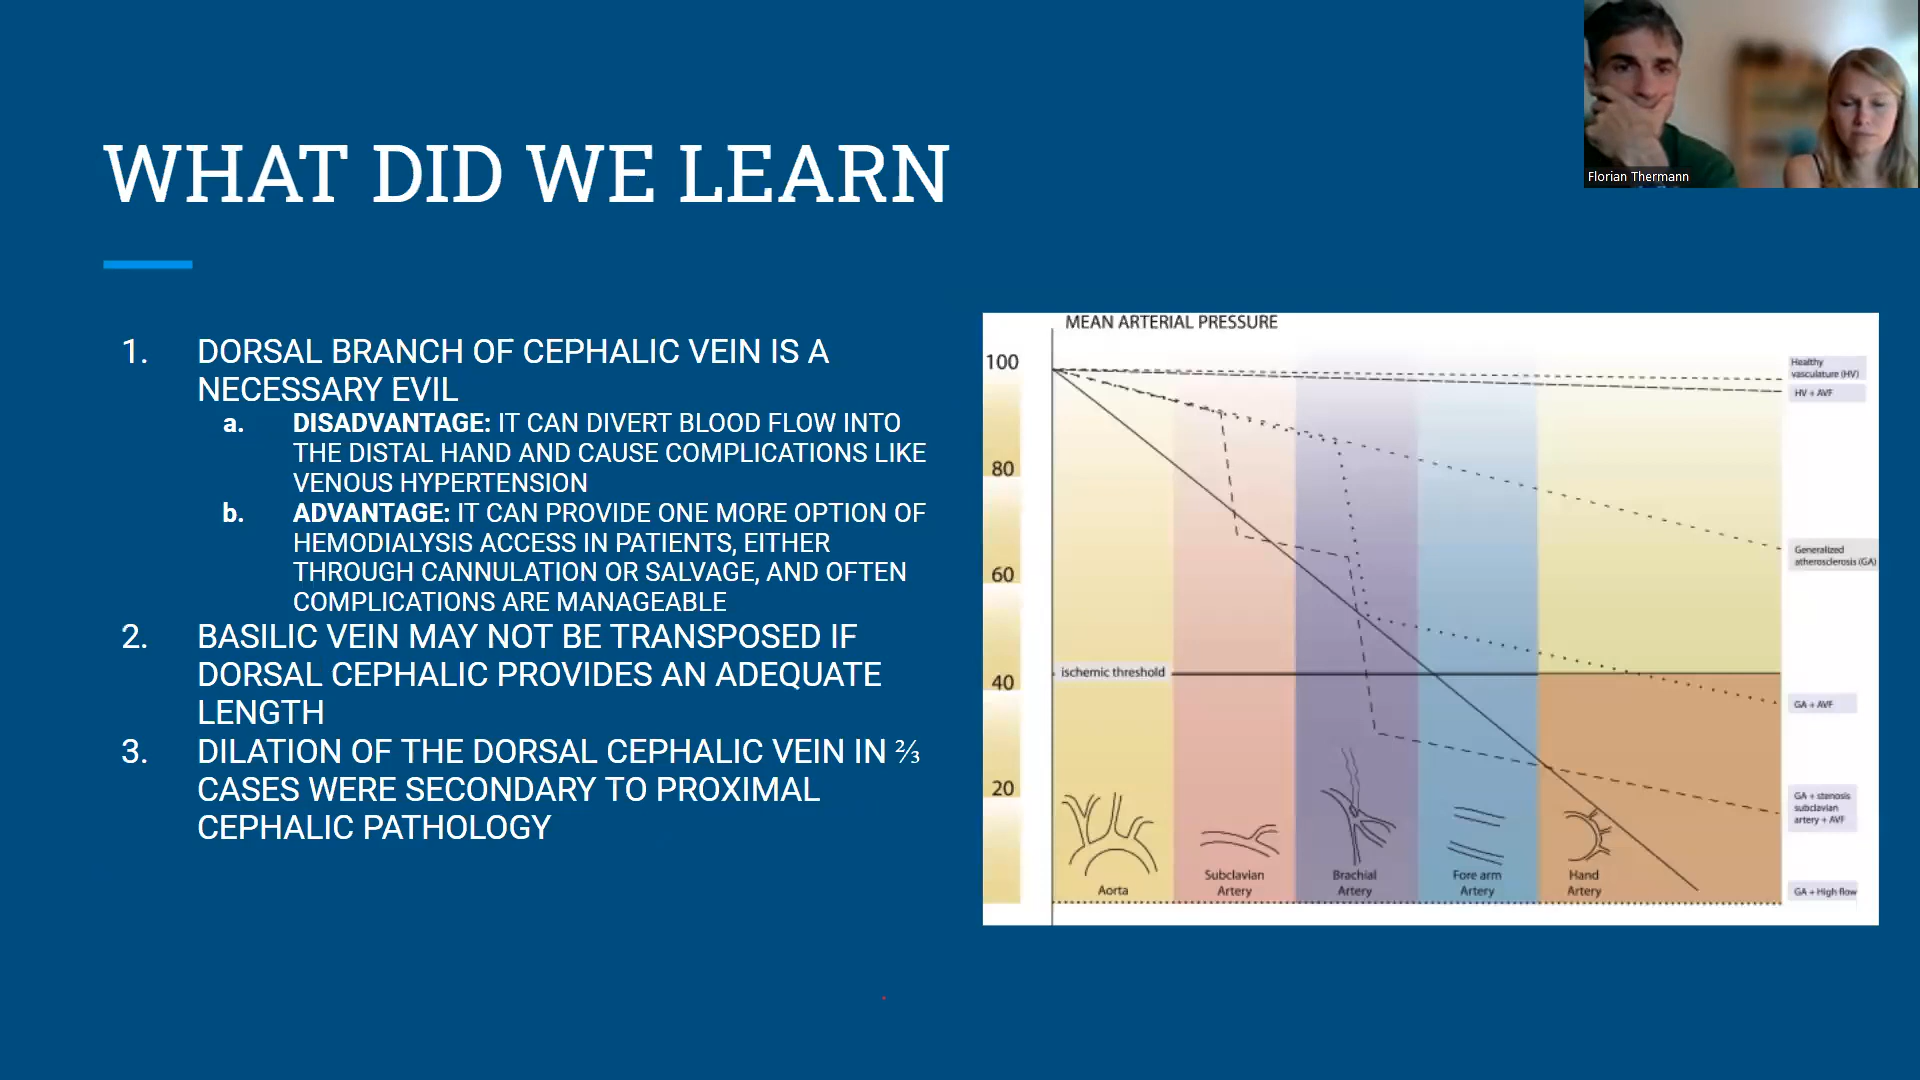 Florian Thermann
WHAT DID WE LEARN
1. DORSAL BRANCH OF CEPHALIC VEIN IS A
NECESSARY EVIL
a. DISADVANTAGE: IT CAN DIVERT BLOOD FLOW INTO
THE DISTAL HAND AND CAUSE COMPLICATIONS LIKE
VENOUS HYPERTENSION
b. ADVANTAGE: IT CAN PROVIDE ONE MORE OPTION OF
HEMODIALYSIS ACCESS IN PATIENTS, EITHER
THROUGH CANNULATION OR SALVAGE, AND OFTEN
COMPLICATIONS ARE MANAGEABLE
2. BASILIC VEIN MAY NOT BE TRANSPOSED IF
DORSAL CEPHALIC PROVIDES AN ADEQUATE
LENGTH
3. DILATION OF THE DORSAL CEPHALIC VEIN IN ⅔
CASES WERE SECONDARY TO PROXIMAL
CEPHALIC PATHOLOGY
MEAN ARTERIAL PRESSURE
100
80
60
40
20
ischemic threshold
Aorta
Subclavian
Artery
Brachial
Artery
Fore arm
Artery
Hand
Artery
Healthy
vasculature (HV)
HV + AVF
Generalized
atherosclerosis (GA)
GA + AVF
GA + stenosis
subclavian
artery + AVF
GA + High flow